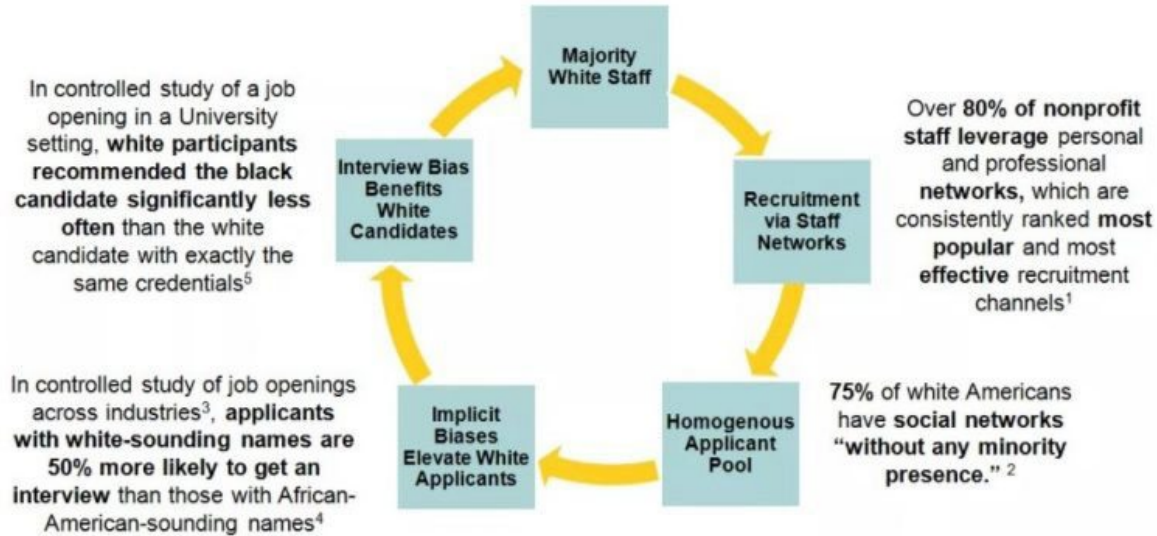 Majority
White Staff
Over 80% of nonprofit
staff leverage personal
and professional
networks, which are
consistently ranked most
popular and most
effective recruitment
channels¹
Recruitment
via Staff
Networks
75% of white Americans
have social networks
“without any minority
presence.” ²
Homogenous
Applicant
Pool
Implicit
Biases
Elevate White
Applicants
In controlled study of job openings
across industries³, applicants
with white-sounding names are
50% more likely to get an
interview than those with African-
American-sounding names⁴
Interview Bias
Benefits
White
Candidates
In controlled study of a job
opening in a University
setting, white participants
recommended the black
candidate significantly less
often than the white
candidate with exactly the
same credentials⁵